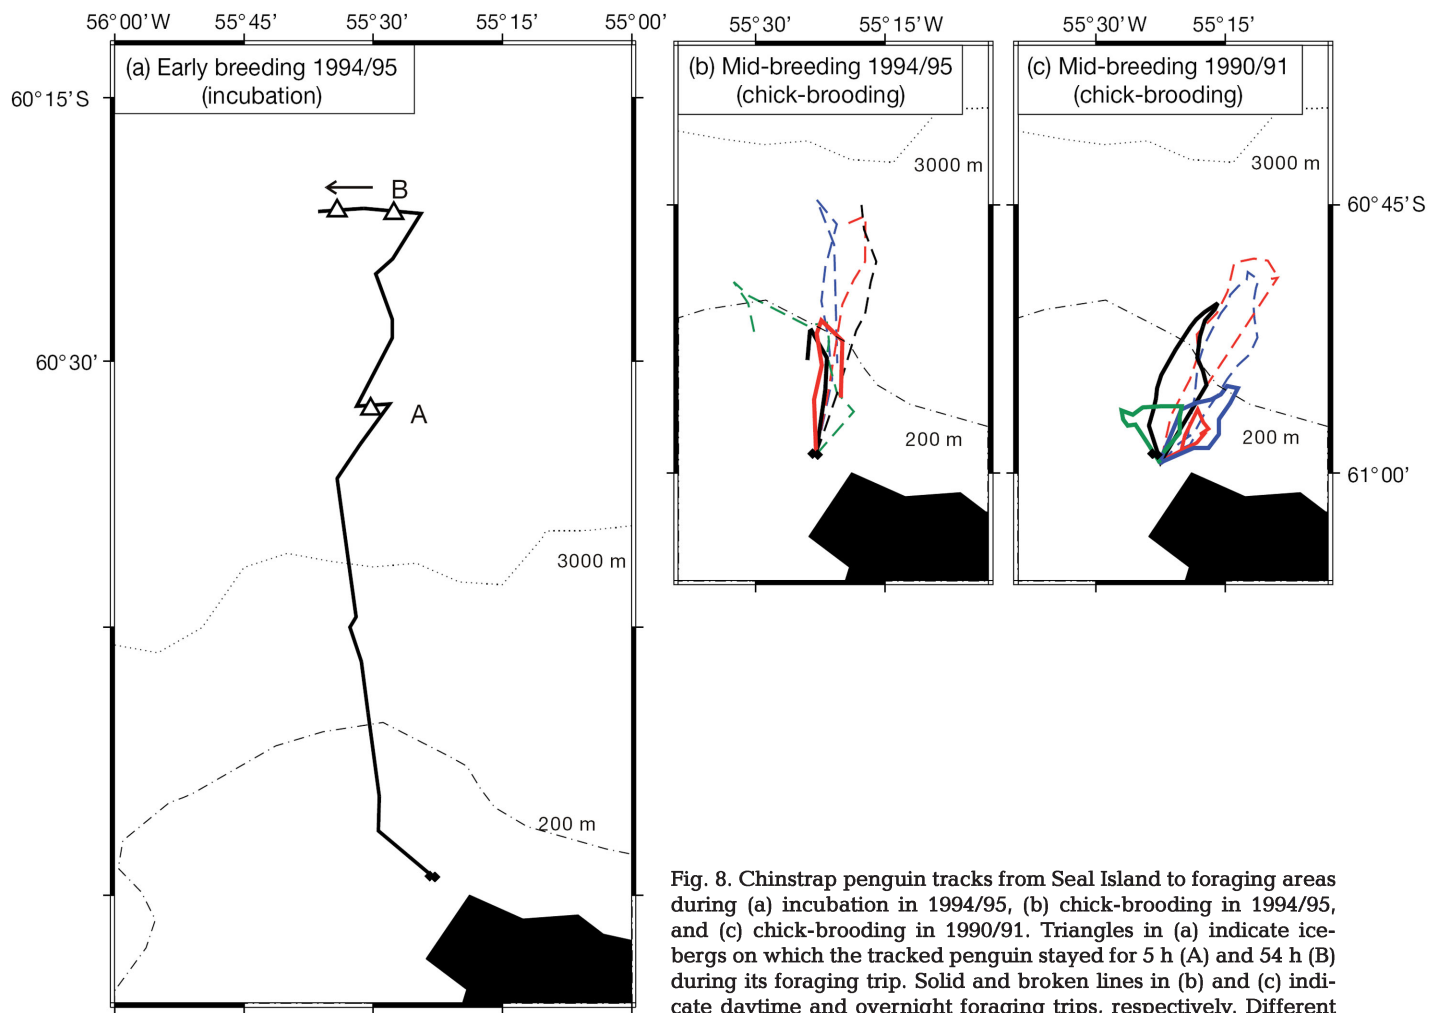 56°00' W 55°45' 55°30' 55°15' 55°00'
(a) Early breeding 1994/95
(incubation)
60°15'S
B
60°30'
A
3000 m
200 m
55°30' 55°15'W
(b) Mid-breeding 1994/95
(chick-brooding)
3000 m
200 m
55°30' 55°15'
(c) Mid-breeding 1990/91
(chick-brooding)
3000 m
60°45'S
200 m
61°00'
Fig. 8. Chinstrap penguin tracks from Seal Island to foraging areas
during (a) incubation in 1994/95, (b) chick-brooding in 1994/95,
and (c) chick-brooding in 1990/91. Triangles in (a) indicate ice-
bergs on which the tracked penguin stayed for 5 h (A) and 54 h (B)
during its foraging trip. Solid and broken lines in (b) and (c) indi-
cate daytime and overnight foraging trips, respectively. Different